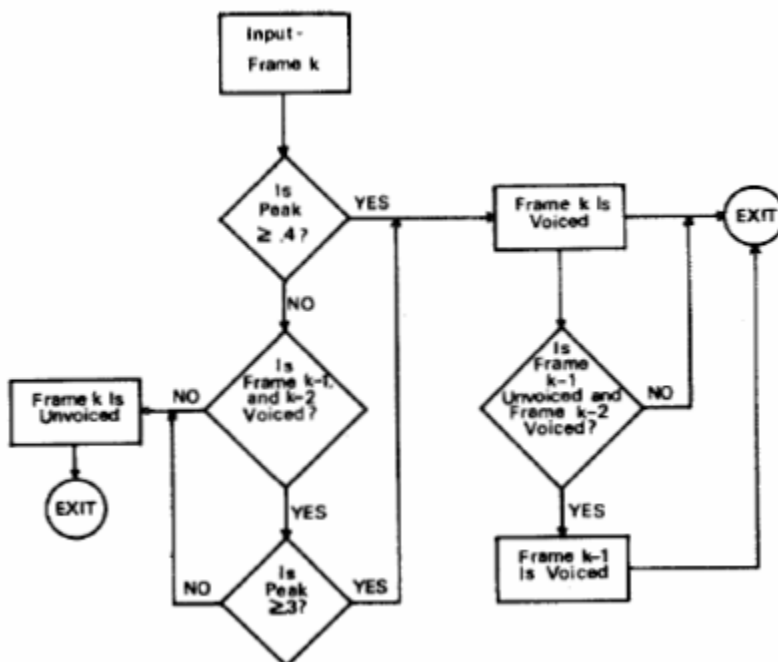 Input-
Frame k
Is
Peak
≥ .4?
YES
NO
Is
Frame k-1,
and k-2
Voiced?
NO
Frame k Is
Unvoiced
EXIT
YES
Is
Peak
≥.3?
NO
YES
Frame k Is
Voiced
EXIT
Is
Frame
k-1
Unvoiced and
Frame k-2
Voiced?
NO
YES
Frame k-1
Is Voiced